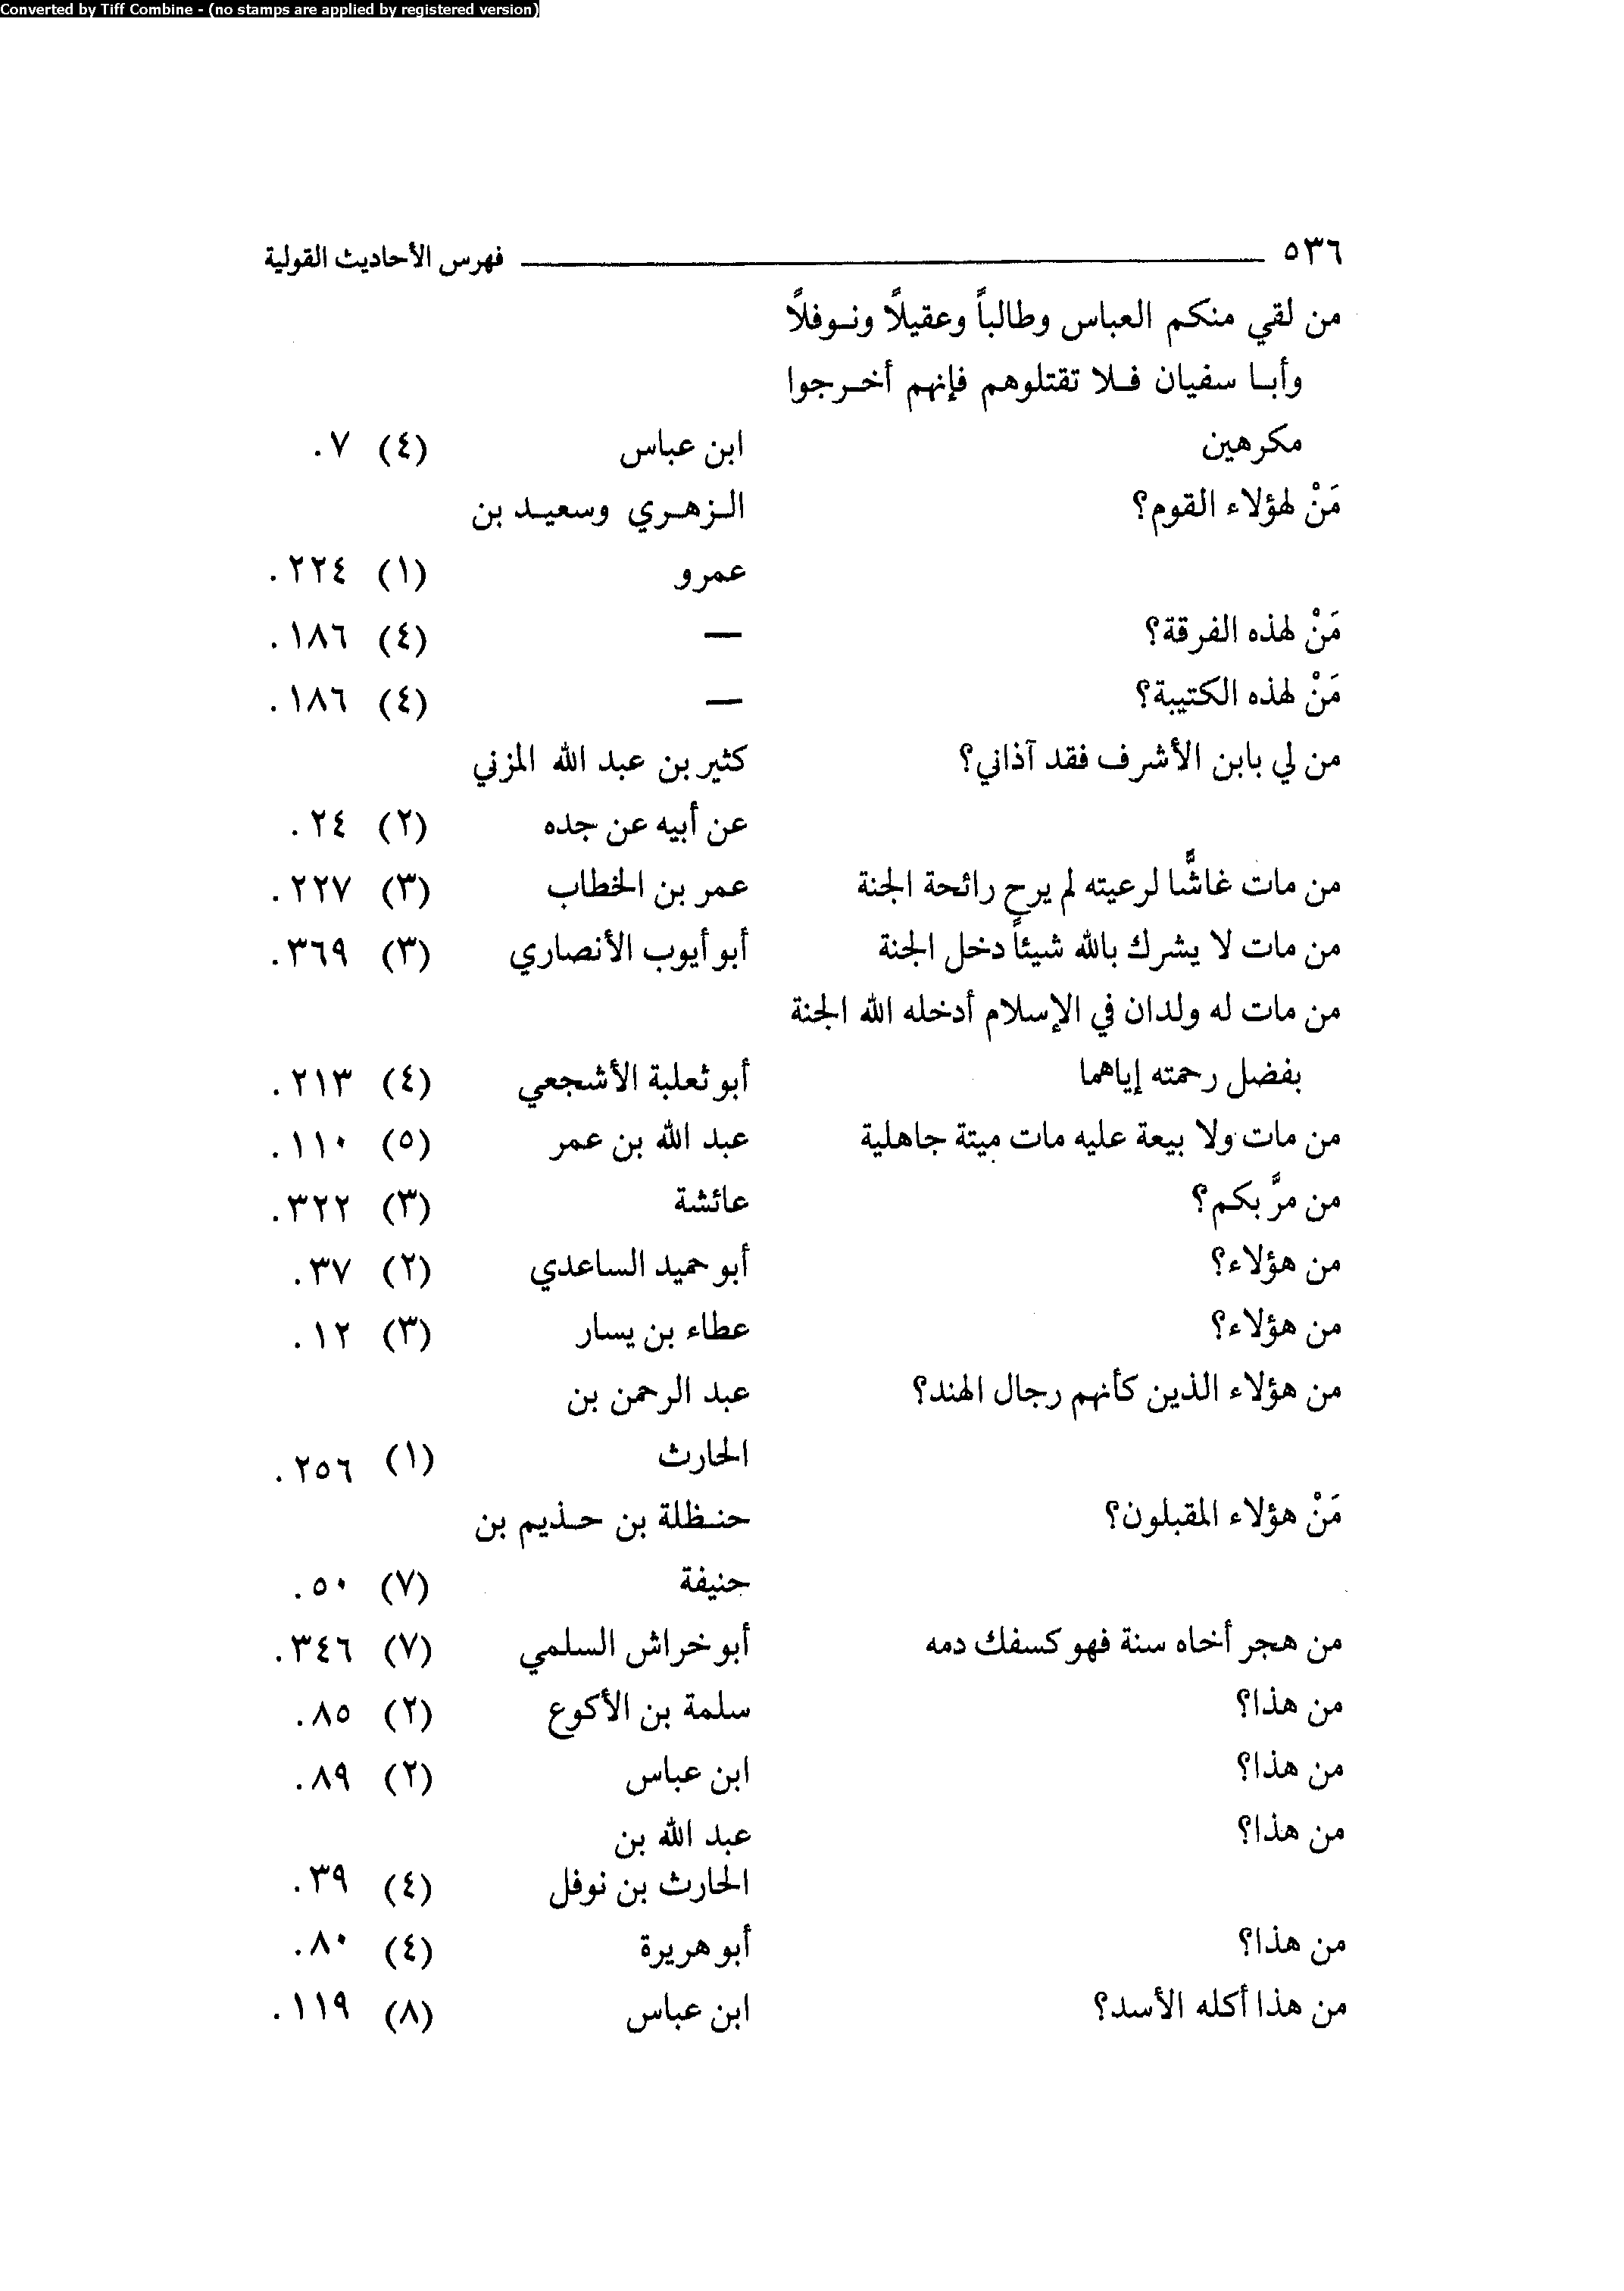 Converted by Tiff Combine - (no stamps are applied by registered version)
٥٣٦ فهرس الأحاديث القولية
من لقي منكم العباس وطالباً وعقيلاً ونوفلاً
وأبا سفيان فلا تقتلوهم فإنهم أخرجوا
مكرهين ابن عباس (٤) ٧.
مَنْ لهؤلاء القوم؟ الزهري وسعيد بن
عمرو (١) ٢٢٤.
مَنْ لهذه الفرقة؟ — (٤) ١٨٦.
مَنْ لهذه الكتيبة؟ — (٤) ١٨٦.
من لي بابن الأشرف فقد آذاني؟ كثير بن عبد الله المزني
عن أبيه عن جده (٢) ٢٤.
من مات غاشًّا لرعيته لم يرح رائحة الجنة عمر بن الخطاب (٣) ٢٢٧.
من مات لا يشرك بالله شيئاً دخل الجنة أبو أيوب الأنصاري (٣) ٣٦٩.
من مات له ولدان في الإسلام أدخله الله الجنة
بفضل رحمته إياهما أبو ثعلبة الأشجعي (٤) ٢١٣.
من مات ولا بيعة عليه مات ميتة جاهلية عبد الله بن عمر (٥) ١١٠.
من مرَّ بكم؟ عائشة (٣) ٣٢٢.
من هؤلاء؟ أبو حميد الساعدي (٢) ٣٧.
من هؤلاء؟ عطاء بن يسار (٣) ١٢.
من هؤلاء الذين كأنهم رجال الهند؟ عبد الرحمن بن
الحارث (١) ٢٥٦.
مَنْ هؤلاء المقبلون؟ حنظلة بن حذيم بن
حنيفة (٧) ٥٠.
من هجر أخاه سنة فهو كسفك دمه أبو خراش السلمي (٧) ٣٤٦.
من هذا؟ سلمة بن الأكوع (٢) ٨٥.
من هذا؟ ابن عباس (٢) ٨٩.
من هذا؟ عبد الله بن
الحارث بن نوفل (٤) ٣٩.
من هذا؟ أبو هريرة (٤) ٨٠.
من هذا أكله الأسد؟ ابن عباس (٨) ١١٩.